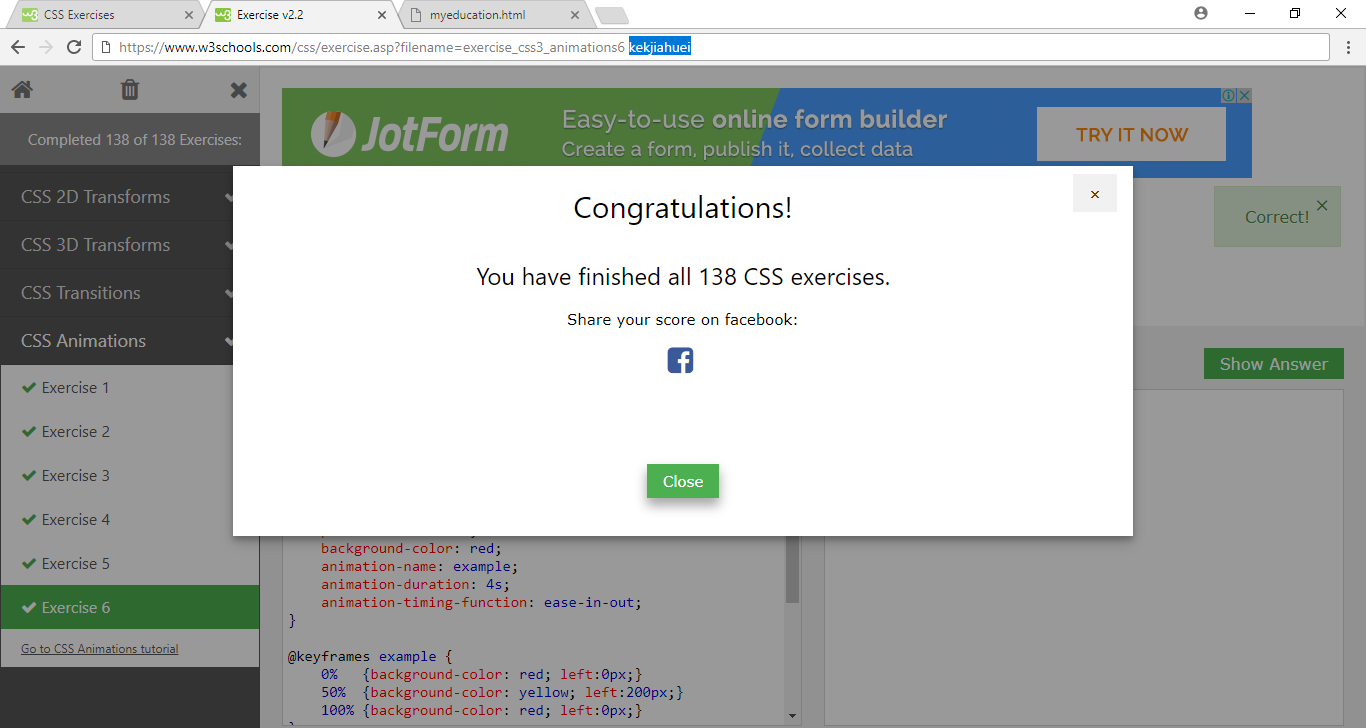 CSS Exercises
Exercise v2.2
myeducation.html
https://www.w3schools.com/css/exercise.asp?filename=exercise_css3_animations6 kekjiahuei
Completed 138 of 138 Exercises:
CSS 2D Transforms
CSS 3D Transforms
CSS Transitions
CSS Animations
Exercise 1
Exercise 2
Exercise 3
Exercise 4
Exercise 5
Exercise 6
Go to CSS Animations tutorial
JotForm
Easy-to-use online form builder
Create a form, publish it, collect data
TRY IT NOW
Correct!
×
Congratulations!
×
You have finished all 138 CSS exercises.
Share your score on facebook:
Close
Show Answer
background-color: red;
animation-name: example;
animation-duration: 4s;
animation-timing-function: ease-in-out;
}
@keyframes example {
0% {background-color: red; left:0px;}
50% {background-color: yellow; left:200px;}
100% {background-color: red; left:0px;}